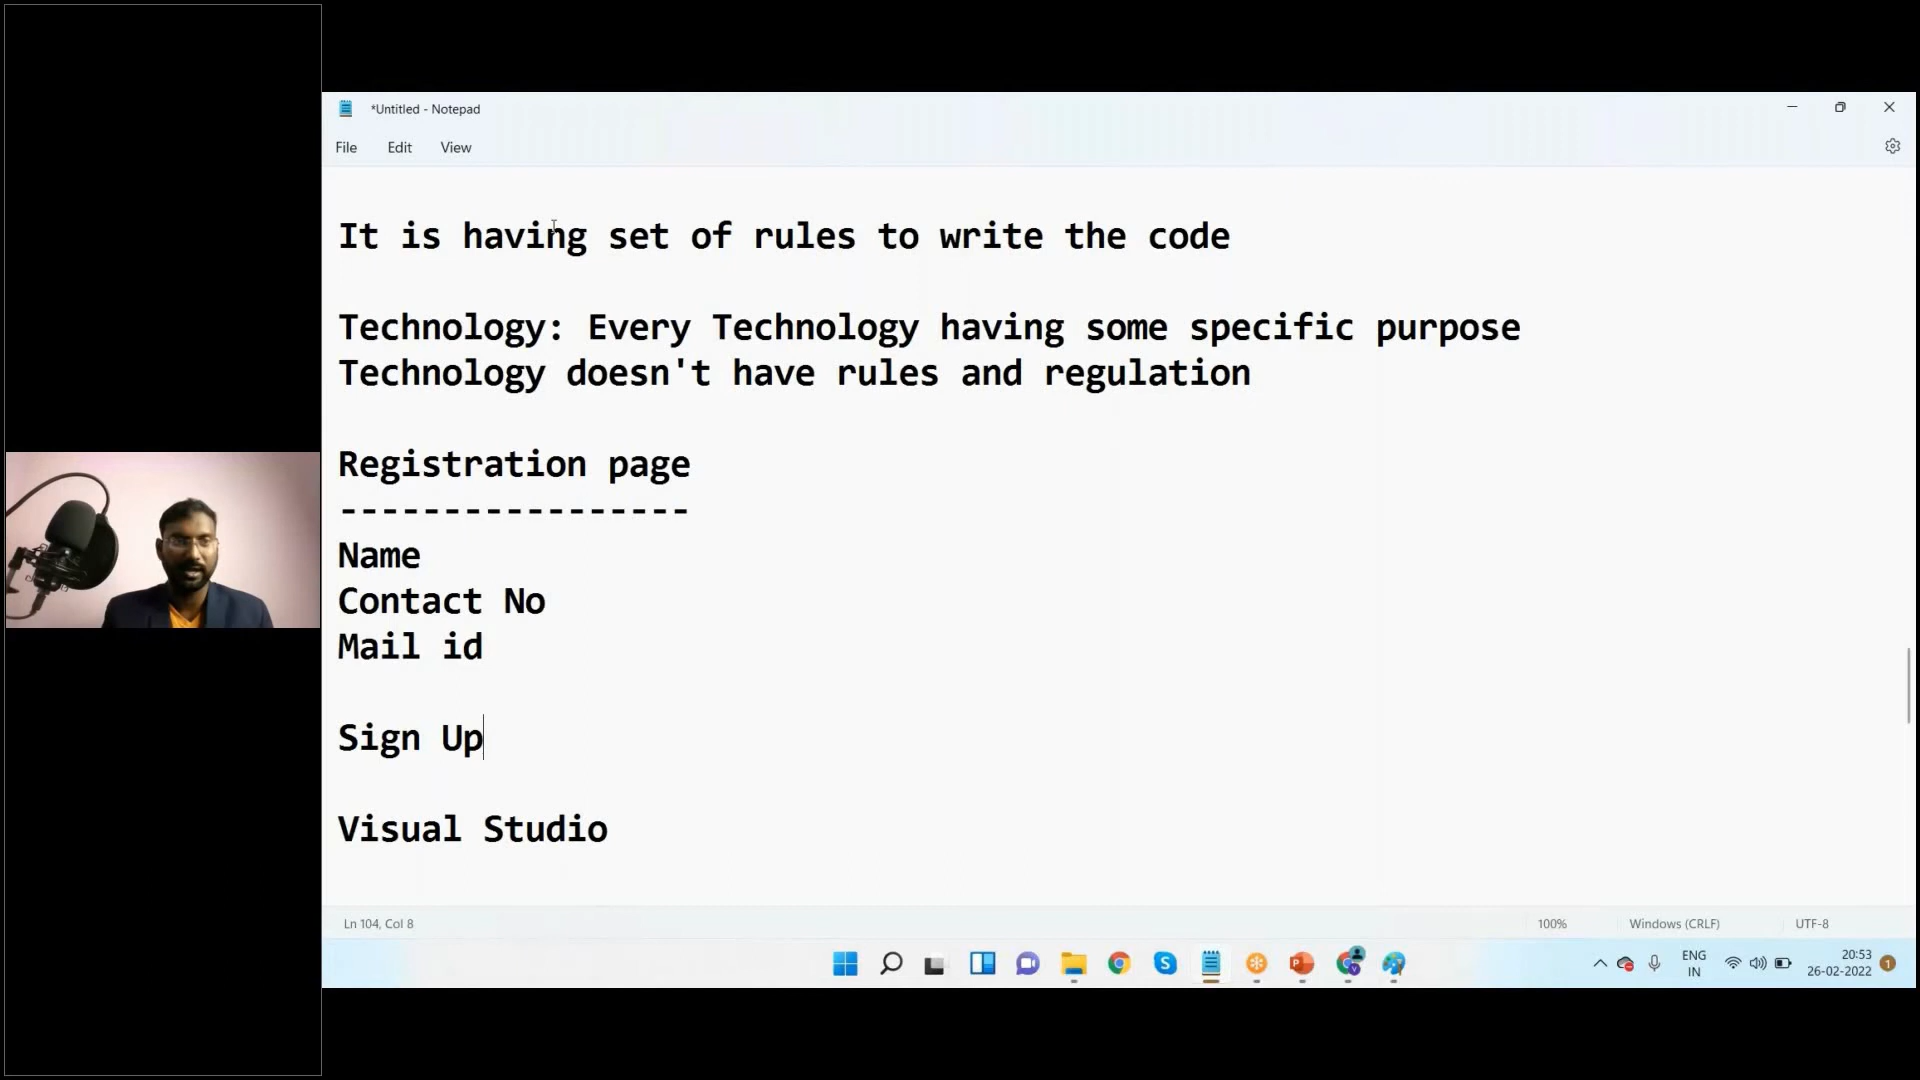 *Untitled - Notepad
File Edit View
It is having set of rules to write the code
Technology: Every Technology having some specific purpose
Technology doesn't have rules and regulation
Registration page
-----------------
Name
Contact No
Mail id
Sign Up
Visual Studio
Ln 104, Col 8 100% Windows (CRLF) UTF-8
ENG 20:53
IN 26-02-2022 1